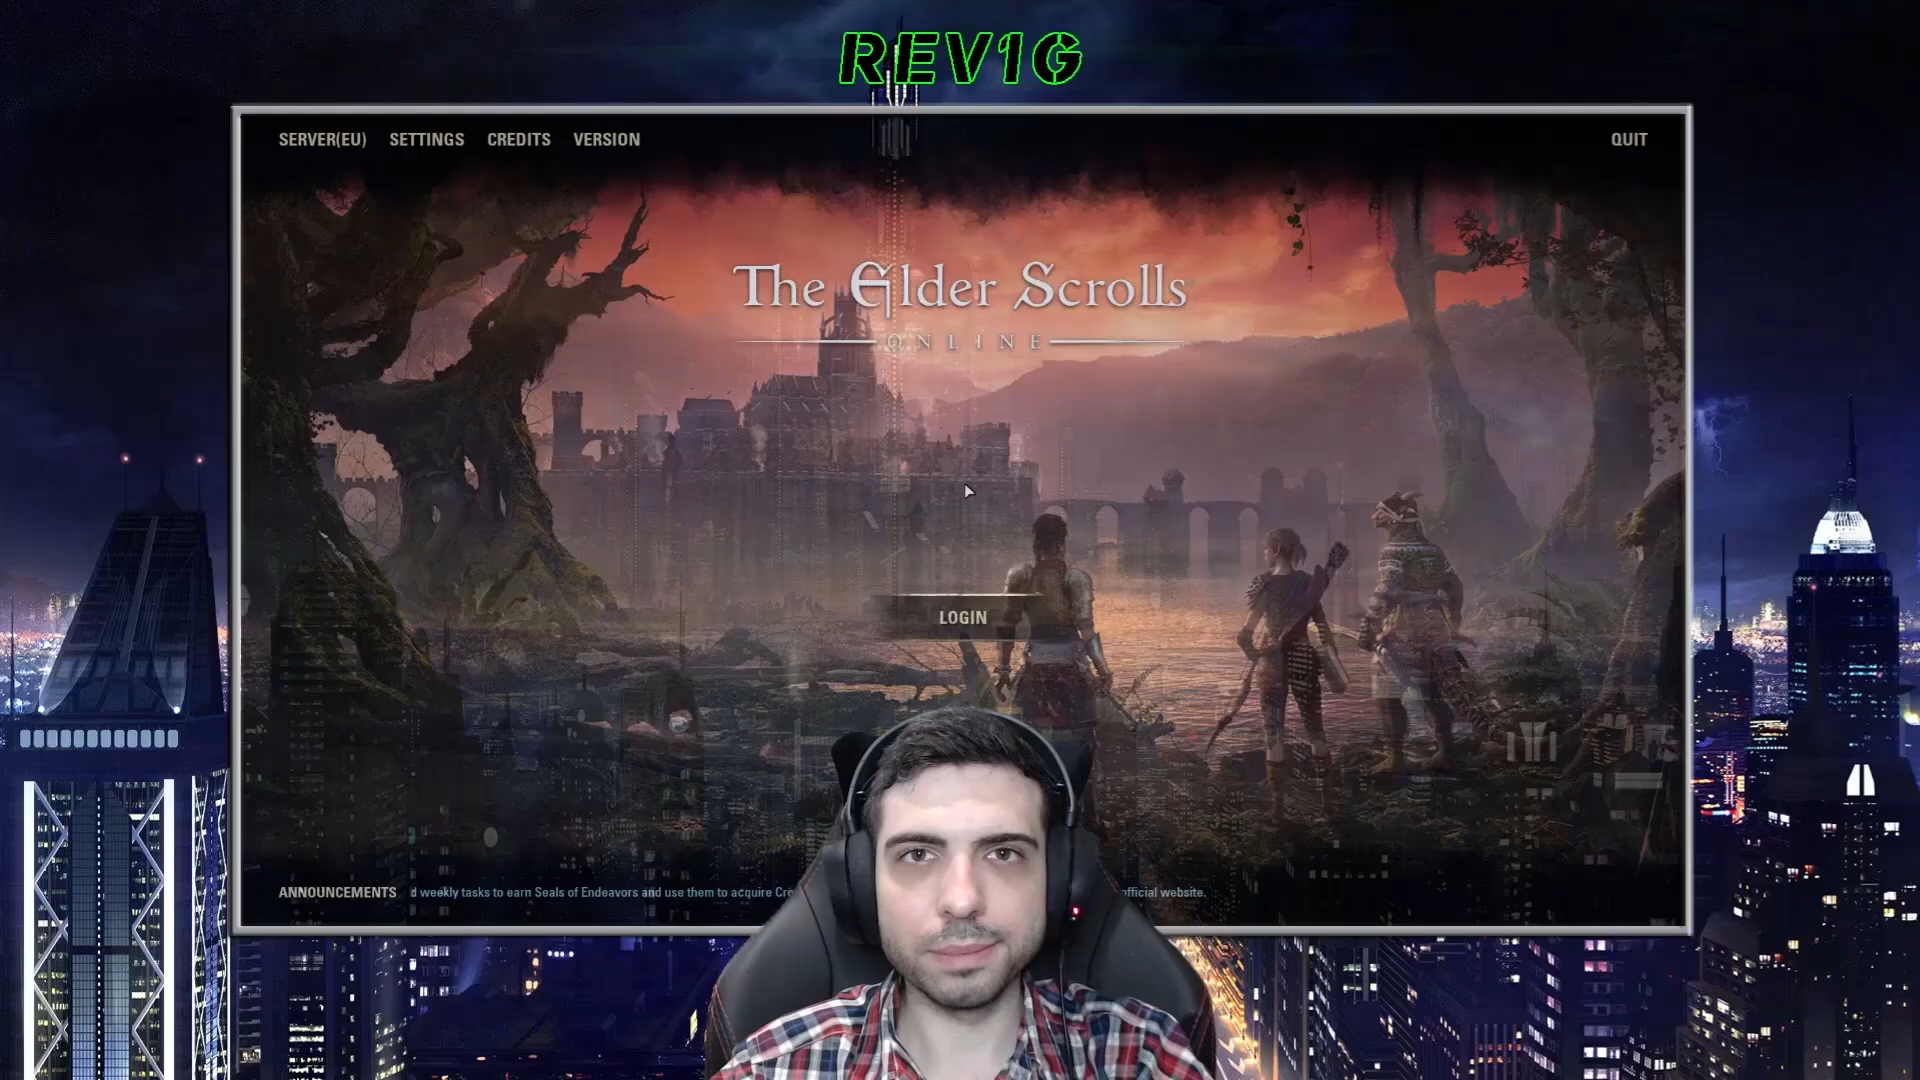 REV1G
SERVER(EU) SETTINGS CREDITS VERSION QUIT
The Elder Scrolls
ONLINE
LOGIN
ANNOUNCEMENTS d weekly tasks to earn Seals of Endeavors and use them to acquire Cro official website.